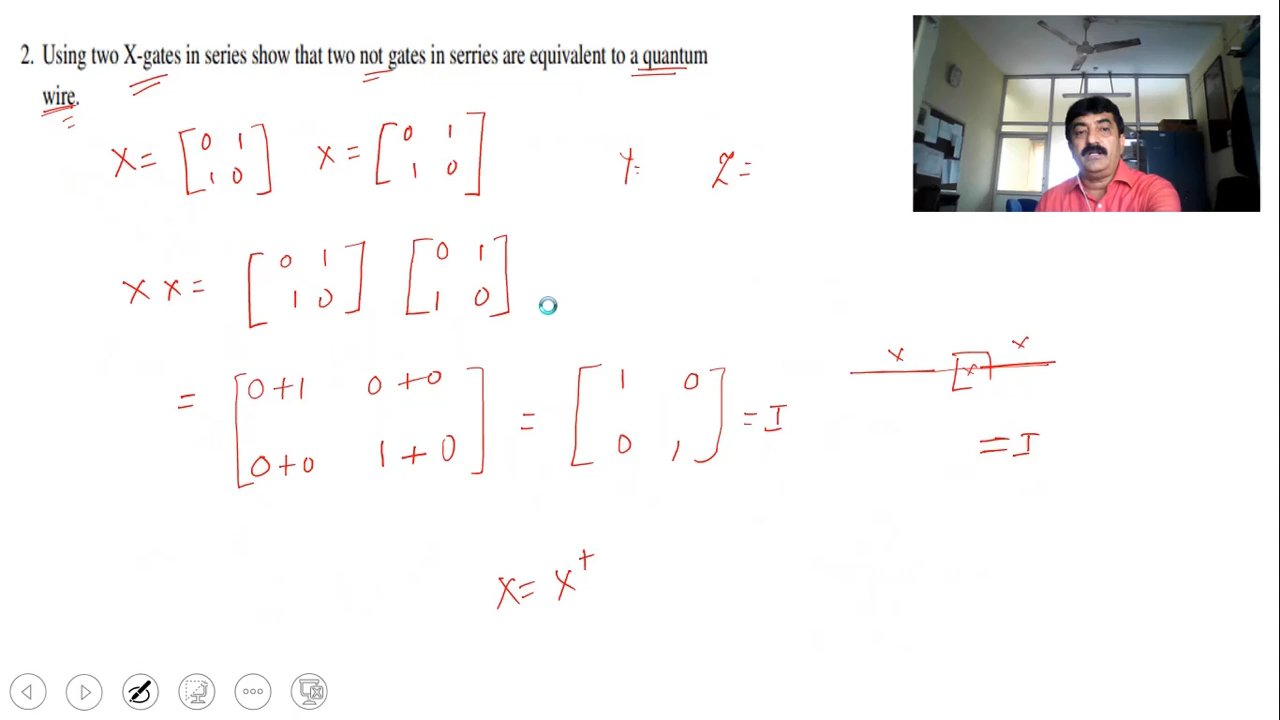 2. Using two X-gates in series show that two not gates in serries are equivalent to a quantum
wire.
X = [0 1 1 0] X = [0 1 1 0] Y = Z =
X X = [0 1 1 0] [0 1 1 0]
= [0+1 0+0 0+0 1+0] = [1 0 0 1] = I
x x x
= I
X = X†